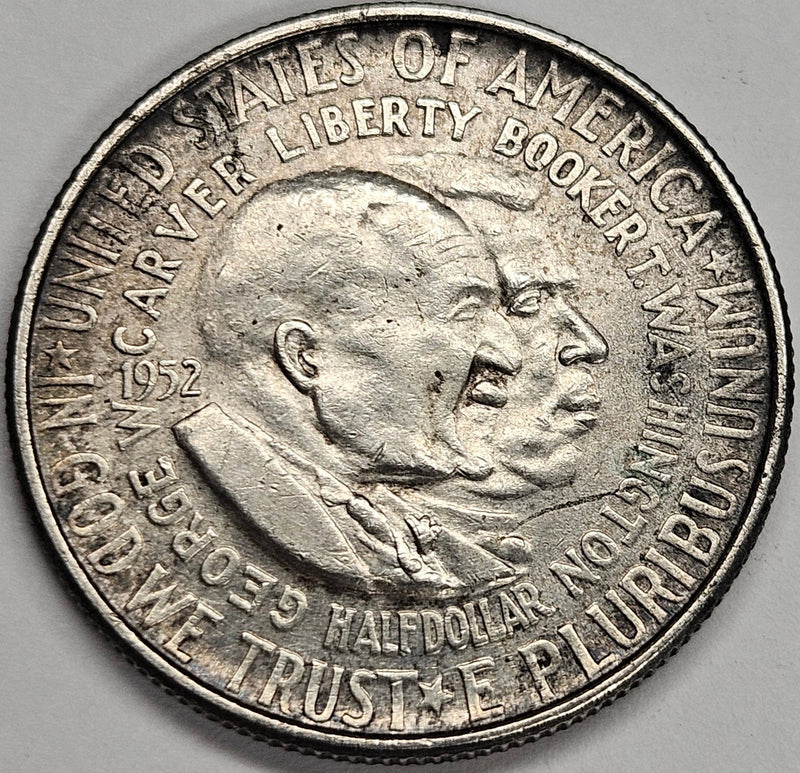 UNITED STATES OF AMERICA
E PLURIBUS UNUM
IN GOD WE TRUST
GEORGE W CARVER
LIBERTY
BOOKER T. WASHINGTON
HALF DOLLAR
1952